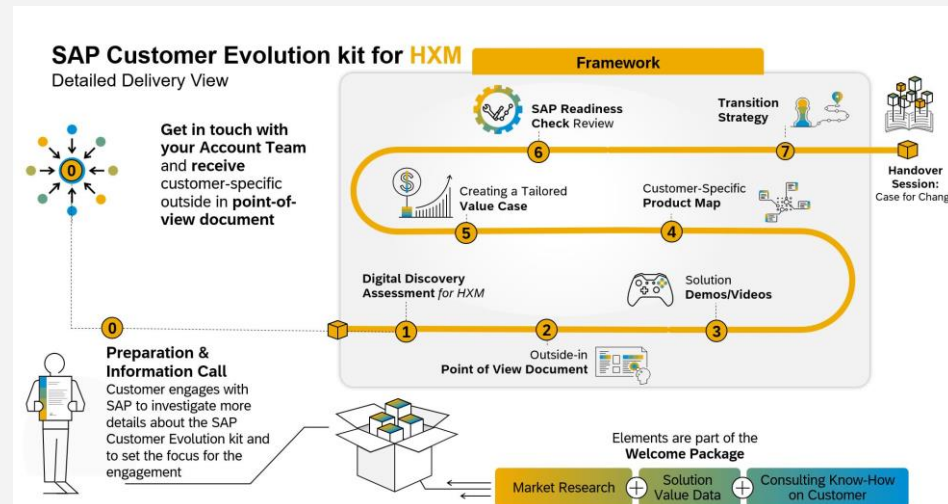 SAP Customer Evolution kit for HXM
Detailed Delivery View
Framework
0
Get in touch with
your Account Team
and receive
customer-specific
outside in point-of-
view document
SAP Readiness
Check Review
6
Transition
Strategy
7
Handover
Session:
Case for Chang
$
Creating a Tailored
Value Case
5
Customer-Specific
Product Map
4
Digital Discovery
Assessment for HXM
1
2
Outside-in
Point of View Document
Solution
Demos/Videos
3
0
Preparation &
Information Call
Customer engages with
SAP to investigate more
details about the SAP
Customer Evolution kit and
to set the focus for the
engagement
Elements are part of the
Welcome Package
Market Research
+
Solution
Value Data
+
Consulting Know-How
on Customer